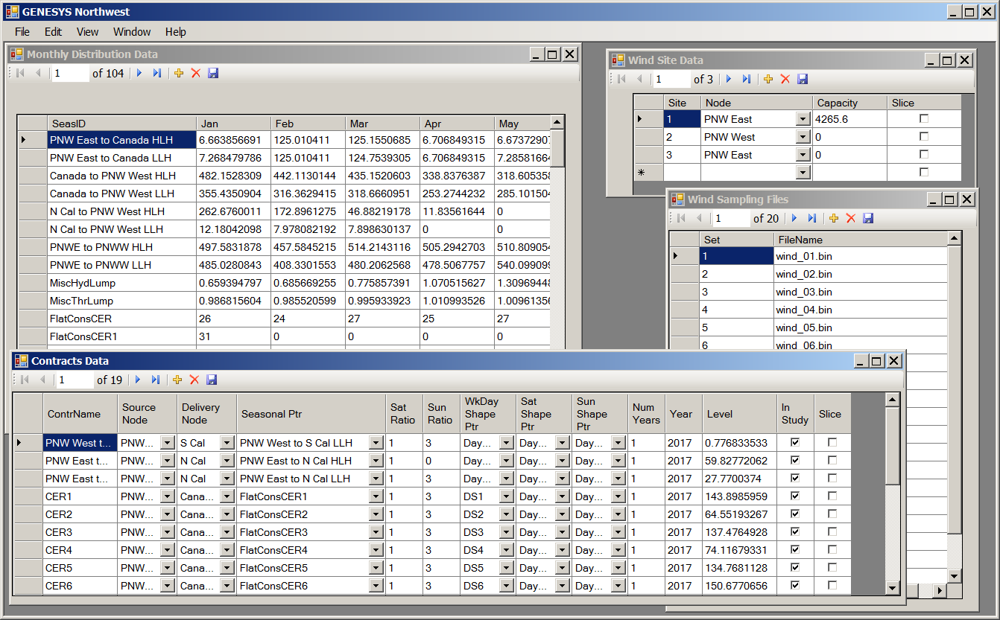 GENESYS Northwest
File Edit View Window Help
Monthly Distribution Data
1 of 104
SeasID Jan Feb Mar Apr May
PNW East to Canada HLH 6.663856691 125.010411 125.1550685 6.706849315 6.67372907
PNW East to Canada LLH 7.268479786 125.010411 124.7539305 6.706849315 7.28581664
Canada to PNW West HLH 482.1528309 442.1130144 435.1520603 338.8376387 318.605358
Canada to PNW West LLH 355.4350904 316.3629415 318.6660951 253.2744232 285.101504
N Cal to PNW West HLH 262.6760011 172.8961275 46.88219178 11.83561644 0
N Cal to PNW West LLH 12.18042098 7.978082192 7.898630137 0 0
PNWE to PNWW HLH 497.5831878 457.5845215 514.2143116 505.2942703 510.809054
PNWE to PNWW LLH 485.0280843 408.3301553 480.2062568 478.5067757 540.099099
MiscHydLump 0.659394797 0.685669255 0.775857391 1.070515627 1.30969448
MiscThrLump 0.986815604 0.985520599 0.995933923 1.010993526 1.00961356
FlatConsCER 26 24 27 25 27
FlatConsCER1 31 0 0 0 0
Wind Site Data
1 of 3
Site Node Capacity Slice
1 PNW East 4265.6
2 PNW West 0
3 PNW East 0
Wind Sampling Files
1 of 20
Set FileName
1 wind_01.bin
2 wind_02.bin
3 wind_03.bin
4 wind_04.bin
5 wind_05.bin
6 wind_06.bin
Contracts Data
1 of 19
ContrName Source Node Delivery Node Seasonal Ptr Sat Ratio Sun Ratio WkDay Shape Ptr Sat Shape Ptr Sun Shape Ptr Num Years Year Level In Study Slice
PNW West t... PNW... S Cal PNW West to S Cal LLH 1 3 Day... Day... Day... 1 2017 0.776833533
PNW East t... PNW... N Cal PNW East to N Cal HLH 1 0 Day... Day... Day... 1 2017 59.82772062
PNW East t... PNW... N Cal PNW East to N Cal LLH 1 3 Day... Day... Day... 1 2017 27.7700374
CER1 PNW... Cana... FlatConsCER1 1 3 DS1 Day... Day... 1 2017 143.8985959
CER2 PNW... Cana... FlatConsCER2 1 3 DS2 Day... Day... 1 2017 64.55193267
CER3 PNW... Cana... FlatConsCER3 1 3 DS3 Day... Day... 1 2017 137.4764928
CER4 PNW... Cana... FlatConsCER4 1 3 DS4 Day... Day... 1 2017 74.11679331
CER5 PNW... Cana... FlatConsCER5 1 3 DS5 Day... Day... 1 2017 134.7681128
CER6 PNW... Cana... FlatConsCER6 1 3 DS6 Day... Day... 1 2017 150.6770656